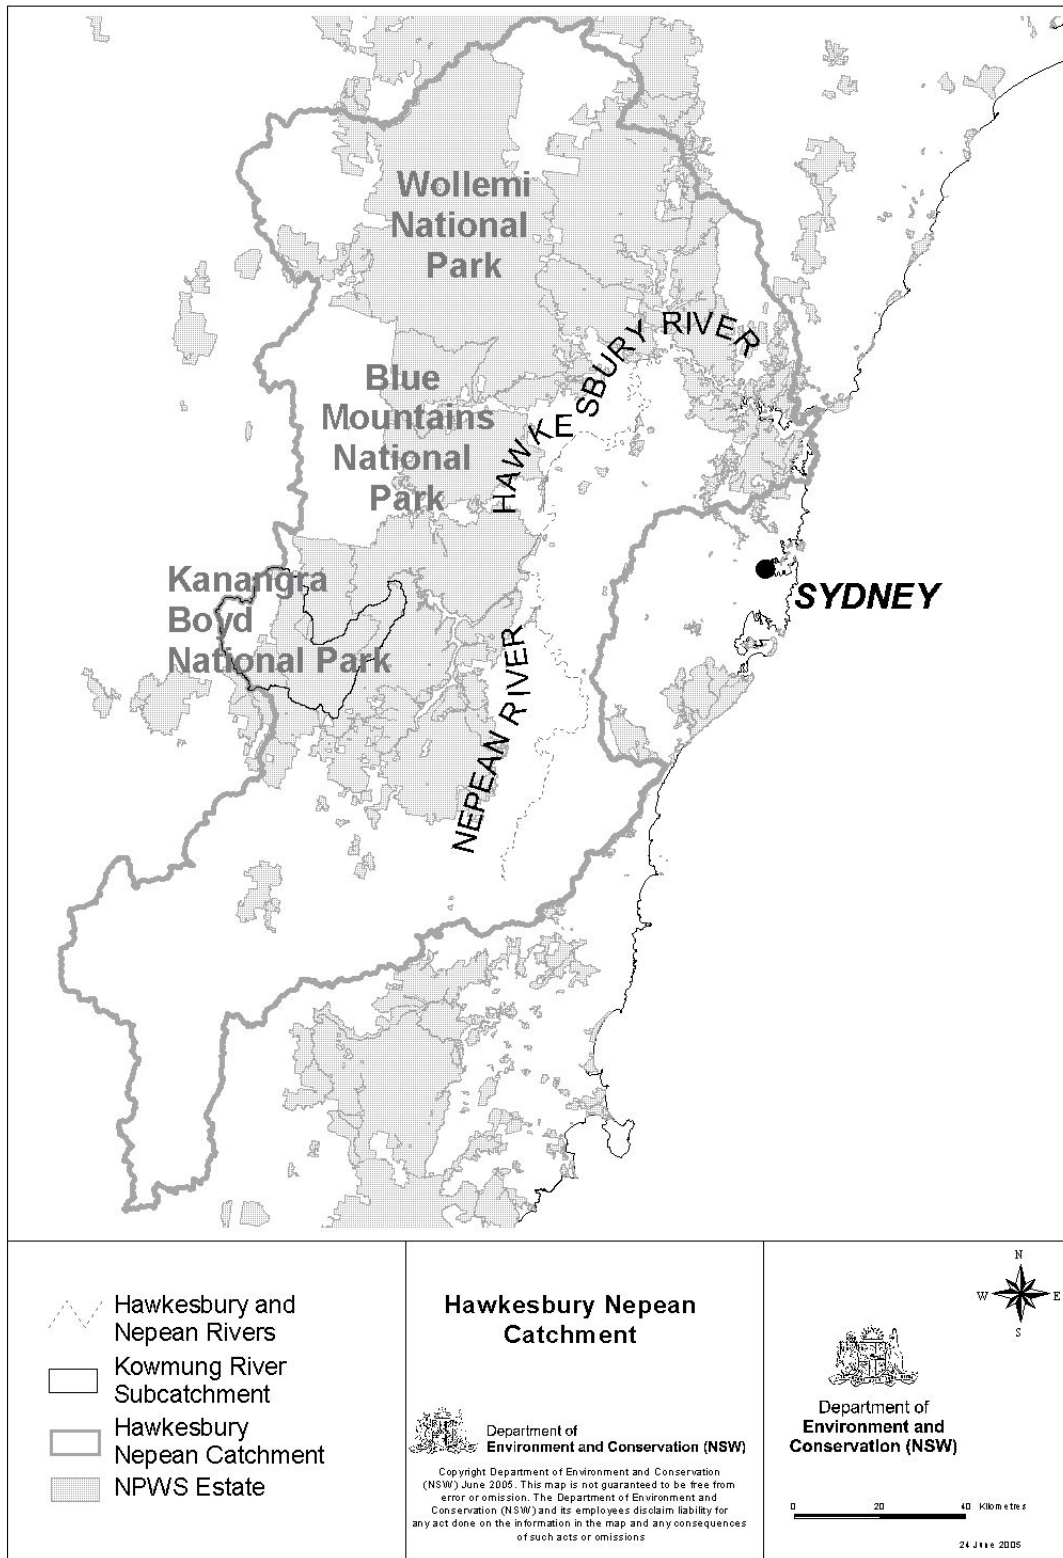 Wollemi
National
Park
HAWKESBURY RIVER
Blue
Mountains
National
Park
Kanangra
Boyd
National Park
SYDNEY
NEPEAN RIVER
Hawkesbury and
Nepean Rivers
Kowmung River
Subcatchment
Hawkesbury
Nepean Catchment
NPWS Estate
Hawkesbury Nepean
Catchment
Department of
Environment and Conservation (NSW)
Copyright Department of Environment and Conservation
(NSW) June 2005. This map is not guaranteed to be free from
error or omission. The Department of Environment and
Conservation (NSW) and its employees disclaim liability for
any act done on the information in the map and any consequences
of such acts or omissions
N
W E
S
Department of
Environment and
Conservation (NSW)
0 20 40 Kilometres
24 June 2005